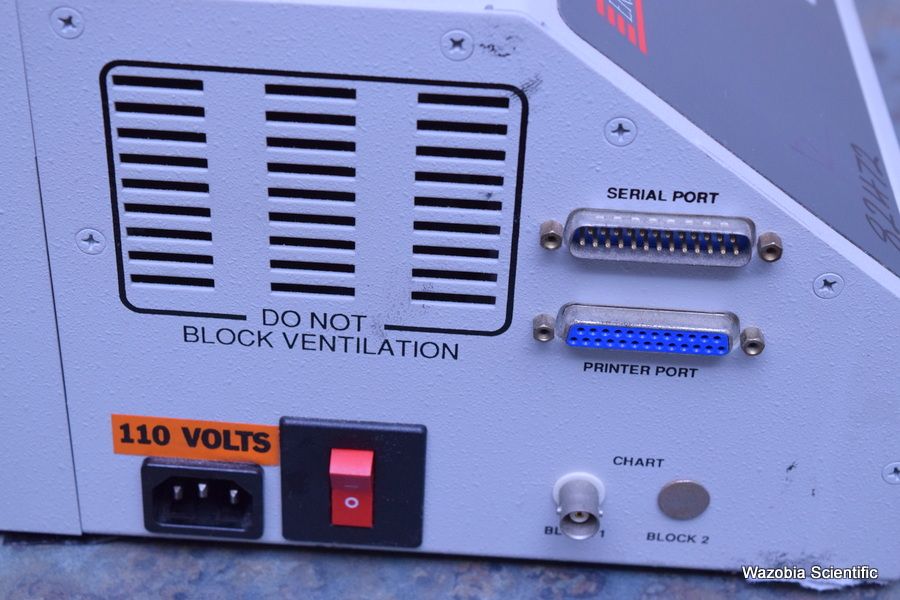 SERIAL PORT
DO NOT
BLOCK VENTILATION
PRINTER PORT
110 VOLTS
CHART
BLOCK 2
Wazobia Scientific